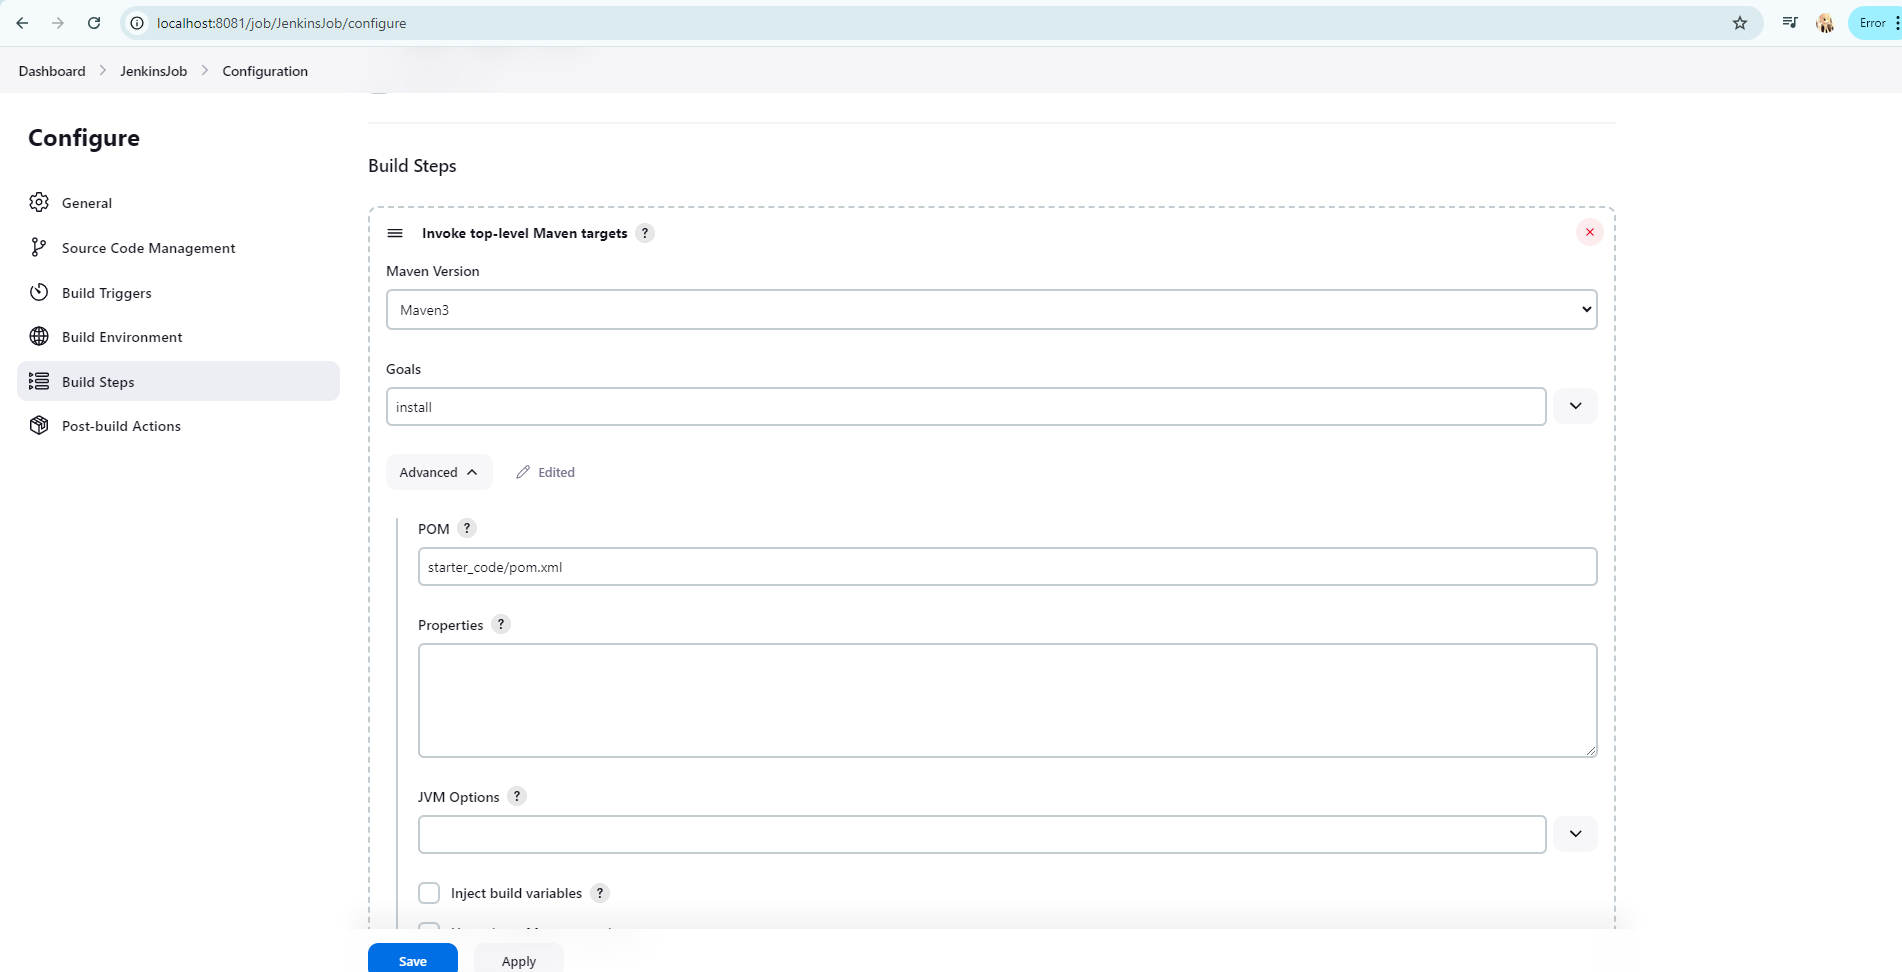 localhost:8081/job/JenkinsJob/configure
Error
Dashboard > JenkinsJob > Configuration
Configure
General
Source Code Management
Build Triggers
Build Environment
Build Steps
Post-build Actions
Build Steps
Invoke top-level Maven targets ?
Maven Version
Maven3
Goals
install
Advanced Edited
POM ?
starter_code/pom.xml
Properties ?
JVM Options ?
Inject build variables ?
Save Apply